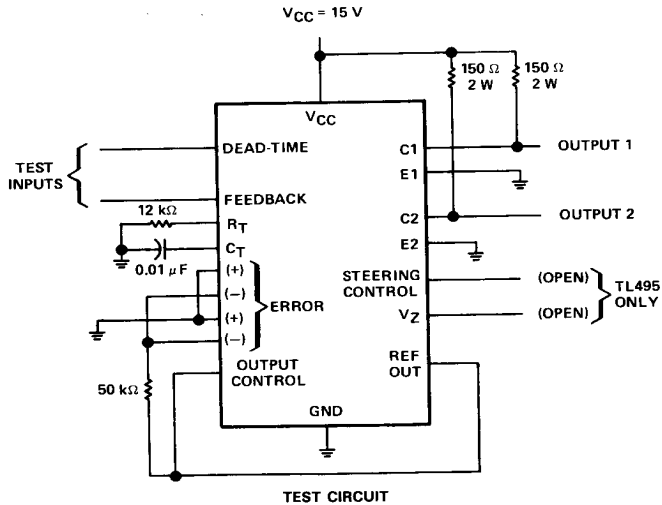 VCC = 15 V
150 Ω
2 W
150 Ω
2 W
VCC
DEAD-TIME
TEST
INPUTS
FEEDBACK
12 kΩ
RT
CT
0.01 μF
(+)
(−)
(+)
(−)
ERROR
OUTPUT
CONTROL
50 kΩ
C1
OUTPUT 1
E1
C2
OUTPUT 2
E2
STEERING
CONTROL
(OPEN)
VZ
(OPEN)
TL495
ONLY
REF
OUT
GND
TEST CIRCUIT